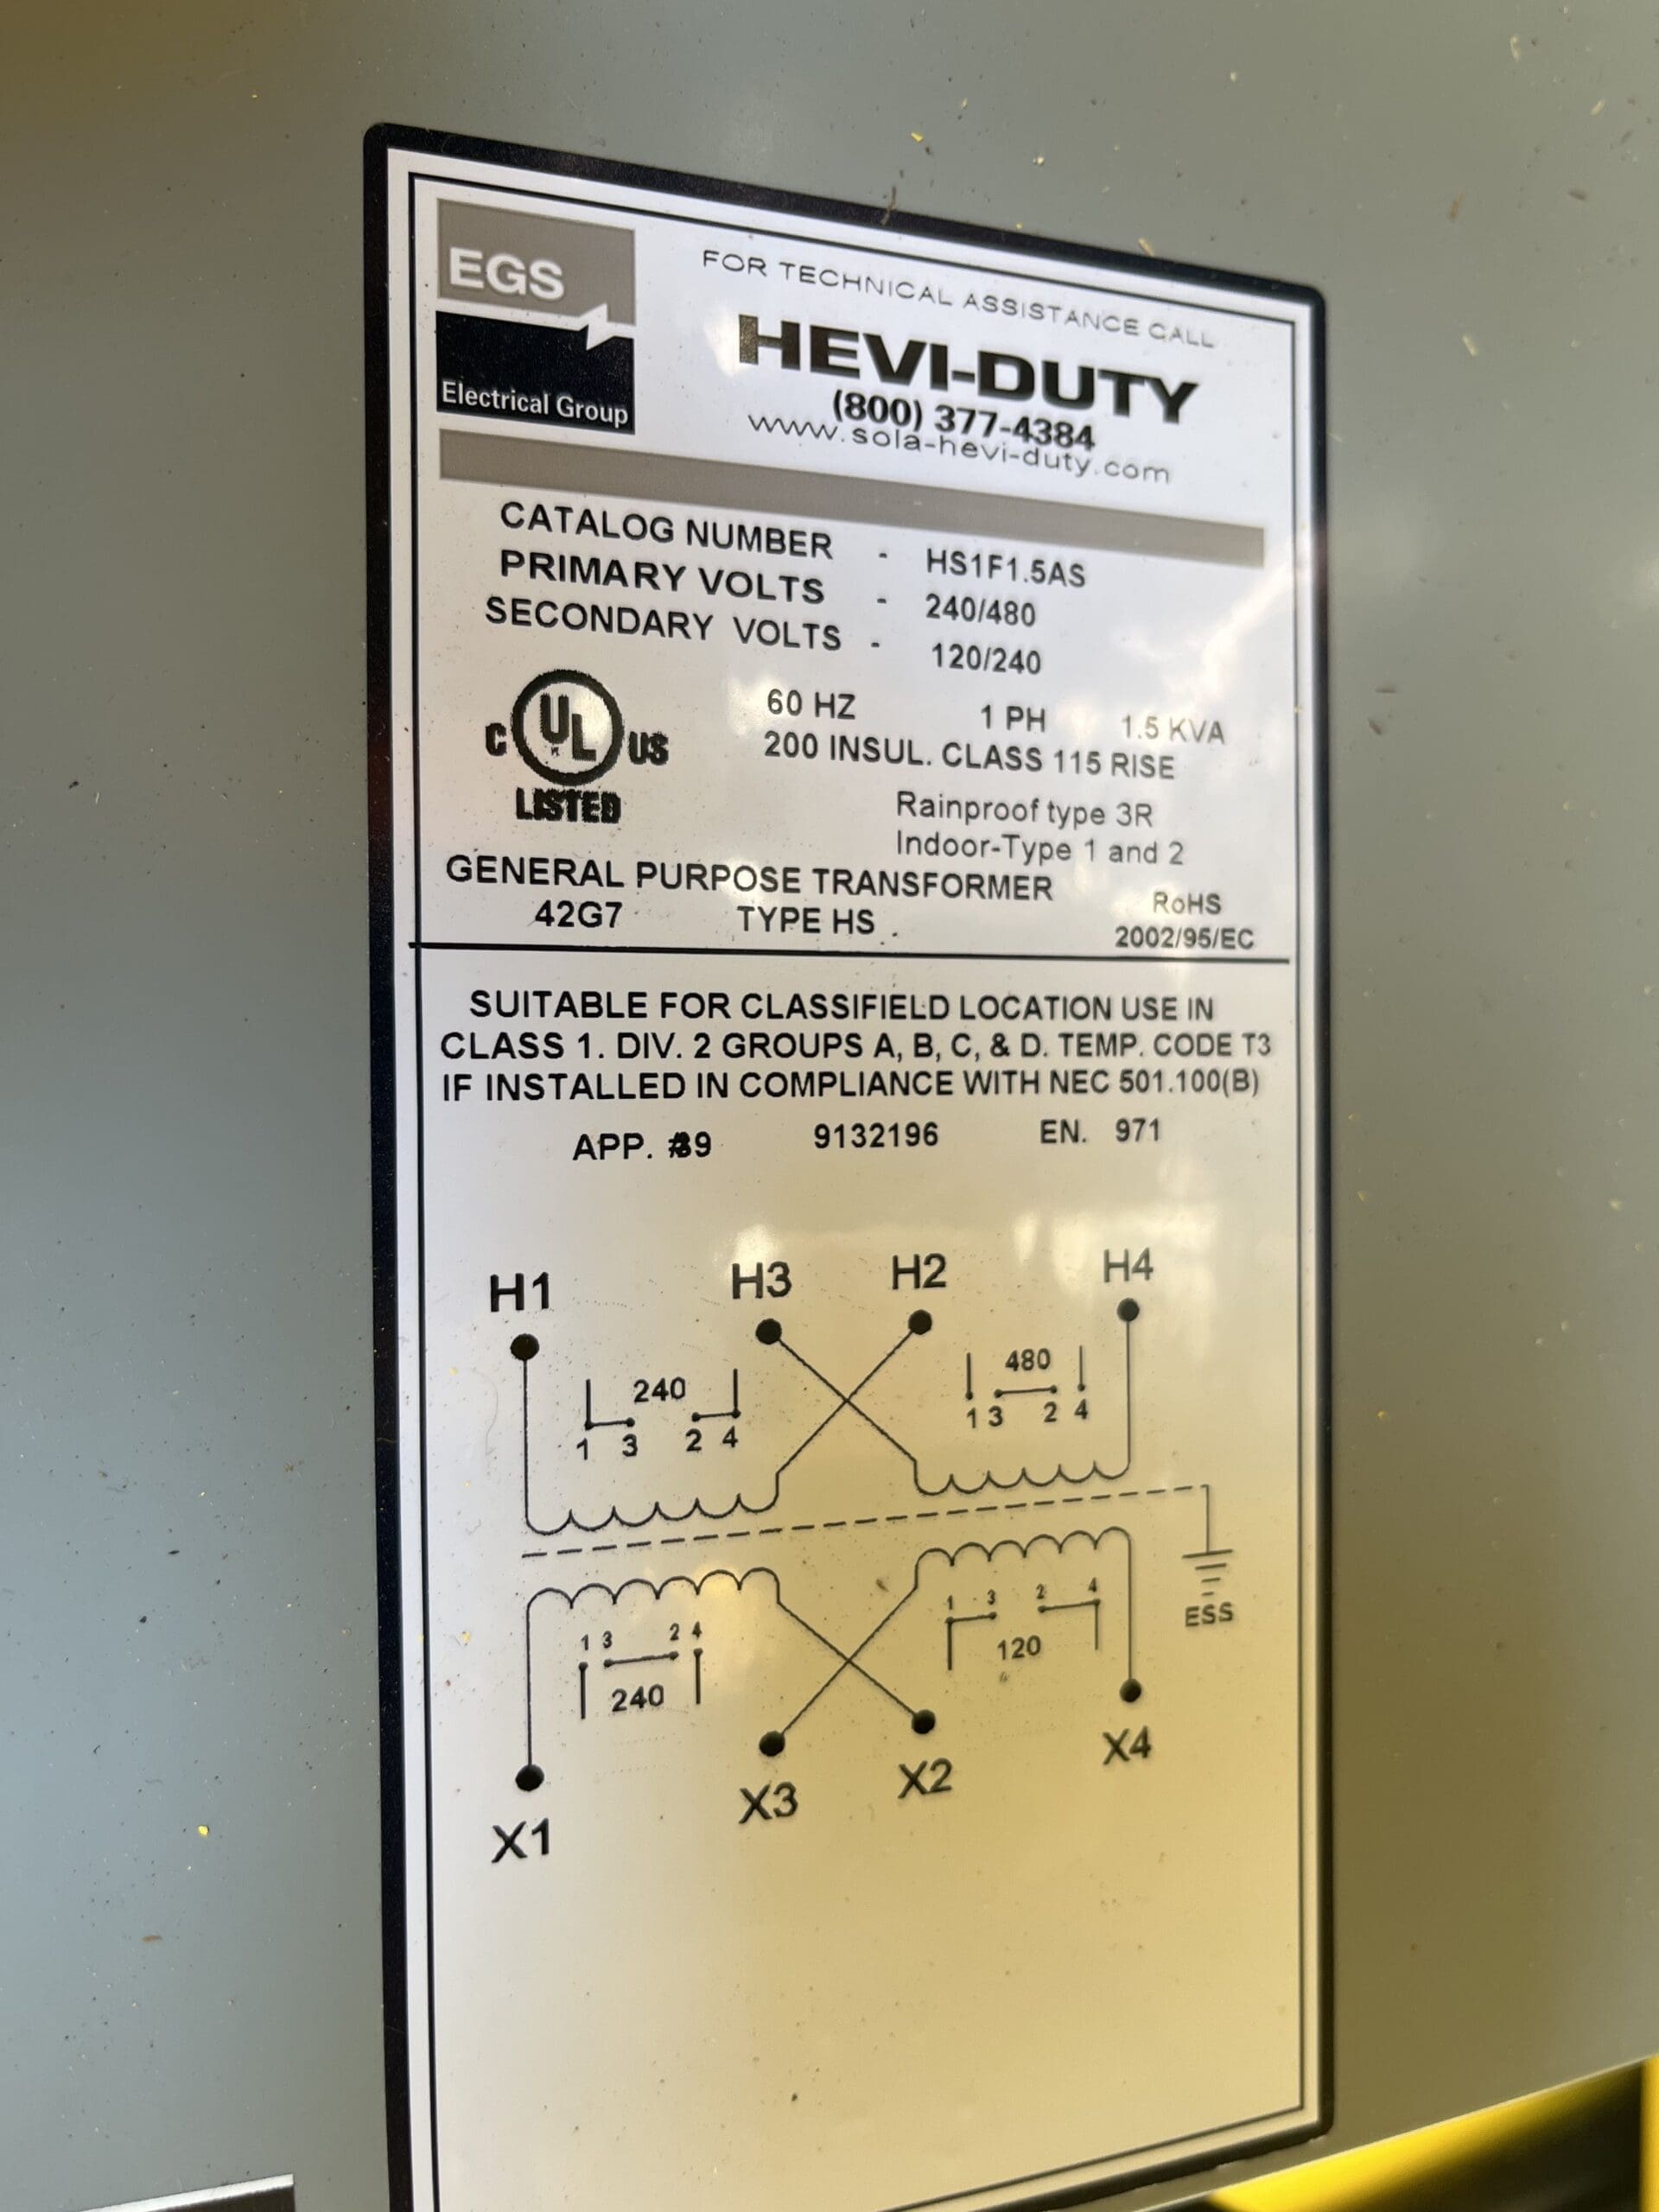 EGS
Electrical Group
FOR TECHNICAL ASSISTANCE CALL
HEVI-DUTY
(800) 377-4384
www.sola-hevi-duty.com
CATALOG NUMBER - HS1F1.5AS
PRIMARY VOLTS - 240/480
SECONDARY VOLTS - 120/240
C UL US
LISTED
60 HZ 1 PH 1.5 KVA
200 INSUL. CLASS 115 RISE
Rainproof type 3R
Indoor-Type 1 and 2
GENERAL PURPOSE TRANSFORMER
42G7 TYPE HS .
RoHS
2002/95/EC
SUITABLE FOR CLASSIFIELD LOCATION USE IN
CLASS 1. DIV. 2 GROUPS A, B, C, & D. TEMP. CODE T3
IF INSTALLED IN COMPLIANCE WITH NEC 501.100(B)
APP. 9132196 EN. 971
H1 H3 H2 H4
240
1 3 2 4
480
1 3 2 4
1 3 2 4
240
1 3 2 4
120
ESS
X1 X3 X2 X4